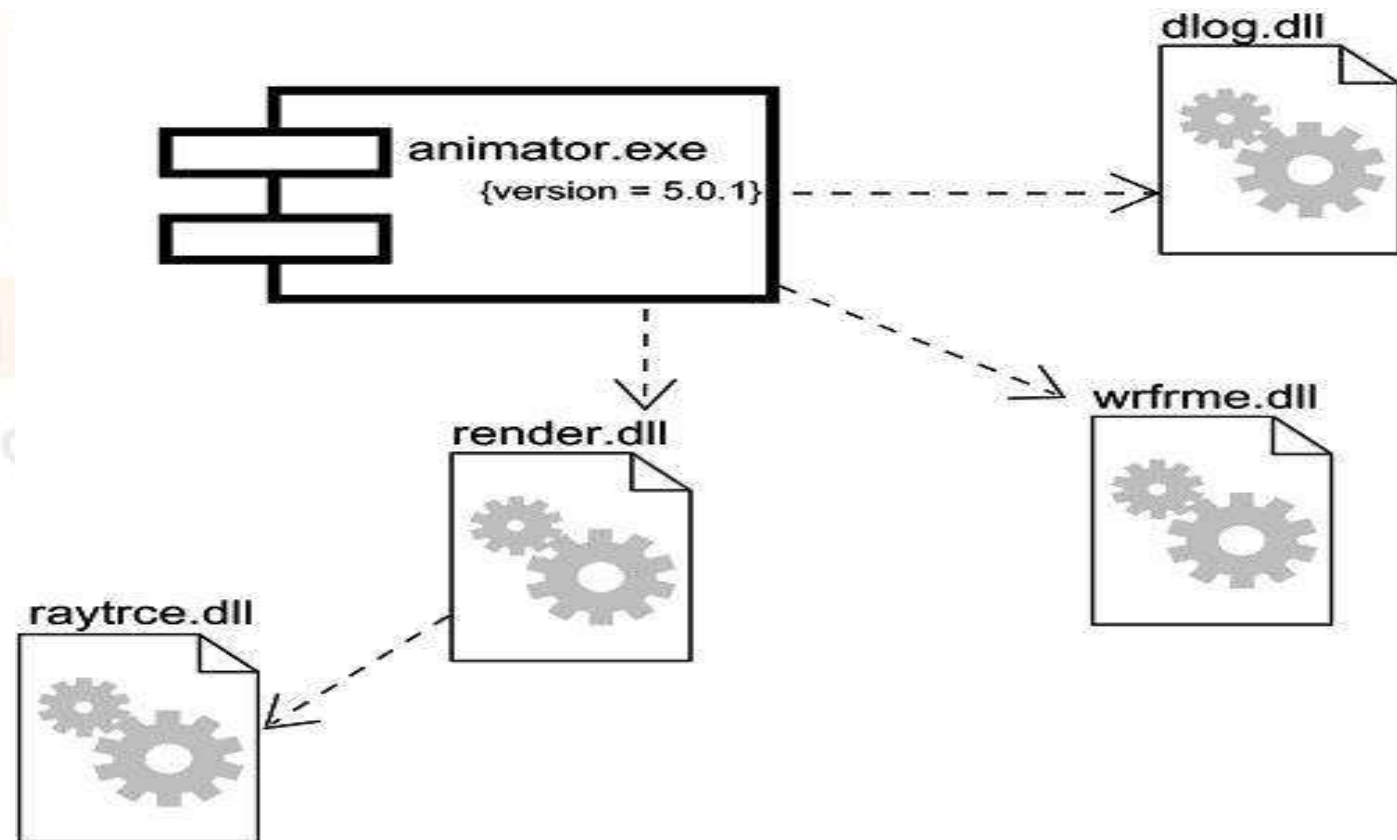 dlog.dll
animator.exe
{version = 5.0.1}
wrfrme.dll
render.dll
raytrce.dll